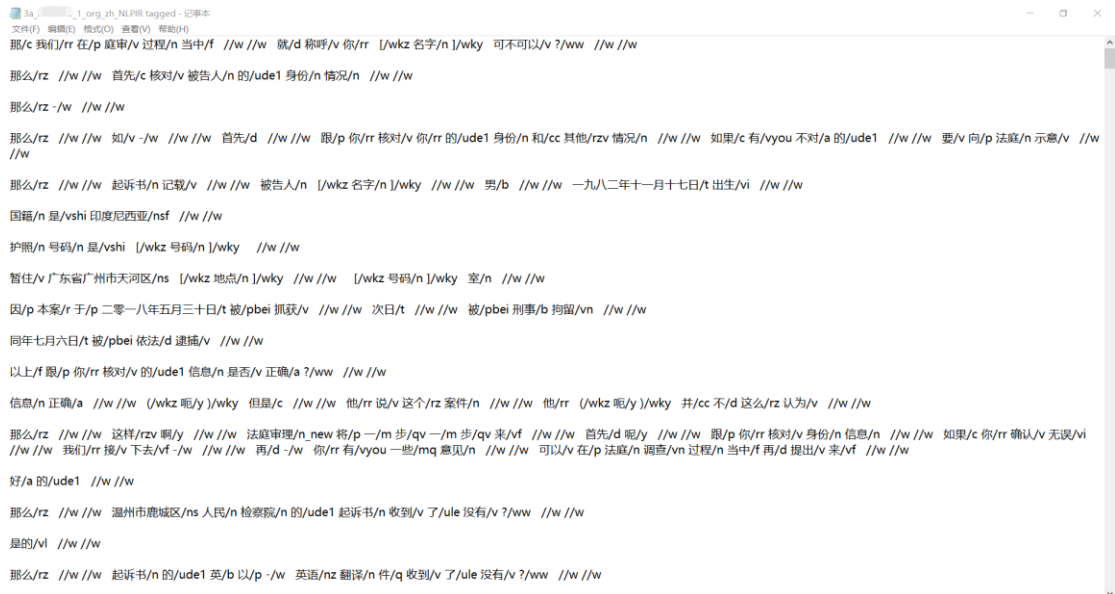 3a_ _1_org_zh_NLPIR tagged - 记事本
文件(F) 编辑(E) 格式(O) 查看(V) 帮助(H)
那/c 我们/rr 在/p 庭审/v 过程/n 当中/f //w //w 就/d 称呼/v 你/rr [/wkz 名字/n ]/wky 可不可以/v ?/ww //w //w
那么/rz //w //w 首先/c 核对/v 被告人/n 的/ude1 身份/n 情况/n //w //w
那么/rz -/w //w //w
那么/rz //w //w 如/v -/w //w //w 首先/d //w //w 跟/p 你/rr 核对/v 你/rr 的/ude1 身份/n 和/cc 其他/rzv 情况/n //w //w 如果/c 有/vyou 不对/a 的/ude1 //w //w 要/v 向/p 法庭/n 示意/v //w
//w
那么/rz //w //w 起诉书/n 记载/v //w //w 被告人/n [/wkz 名字/n ]/wky //w //w 男/b //w //w 一九八二年十一月十七日/t 出生/vi //w //w
国籍/n 是/vshi 印度尼西亚/nsf //w //w
护照/n 号码/n 是/vshi [/wkz 号码/n ]/wky //w //w
暂住/v 广东省广州市天河区/ns [/wkz 地点/n ]/wky //w //w [/wkz 号码/n ]/wky 室/n //w //w
因/p 本案/r 于/p 二零一八年五月三十日/t 被/pbei 抓获/v //w //w 次日/t //w //w 被/pbei 刑事/b 拘留/vn //w //w
同年七月六日/t 被/pbei 依法/d 逮捕/v //w //w
以上/f 跟/p 你/rr 核对/v 的/ude1 信息/n 是否/v 正确/a ?/ww //w //w
信息/n 正确/a //w //w (/wkz 呃/y )/wky 但是/c //w //w 他/rr 说/v 这个/rz 案件/n //w //w 他/rr (/wkz 呃/y )/wky 并/cc 不/d 这么/rz 认为/v //w //w
那么/rz //w //w 这样/rzv 啊/y //w //w 法庭审理/n_new 将/p 一/m 步/qv 一/m 步/qv 来/vf //w //w 首先/d 呢/y //w //w 跟/p 你/rr 核对/v 身份/n 信息/n //w //w 如果/c 你/rr 确认/v 无误/vi
//w //w 我们/rr 接/v 下去/vf -/w //w //w 再/d -/w 你/rr 有/vyou 一些/mq 意见/n //w //w 可以/v 在/p 法庭/n 调查/vn 过程/n 当中/f 再/d 提出/v 来/vf //w //w
好/a 的/ude1 //w //w
那么/rz //w //w 温州市鹿城区/ns 人民/n 检察院/n 的/ude1 起诉书/n 收到/v 了/ule 没有/v ?/ww //w //w
是的/vl //w //w
那么/rz //w //w 起诉书/n 的/ude1 英/b 以/p -/w 英语/nz 翻译/n 件/q 收到/v 了/ule 没有/v ?/ww //w //w